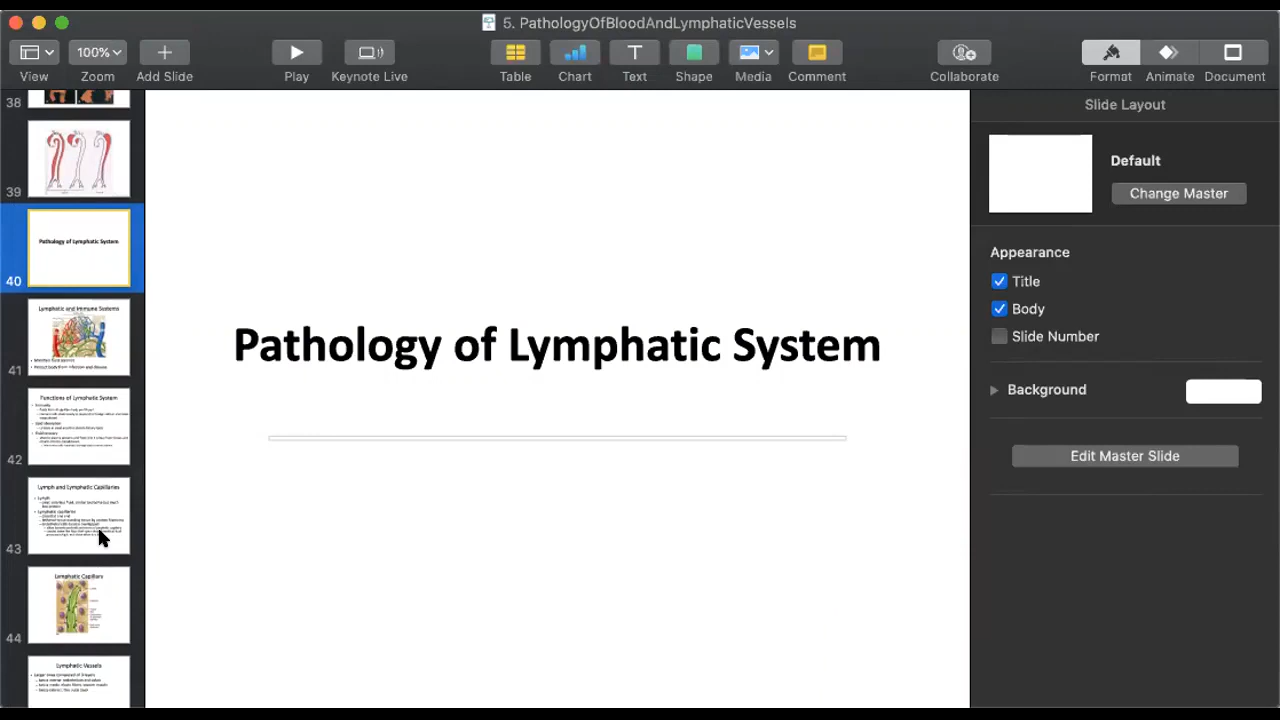 5. PathologyOfBloodAndLymphaticVessels
100%
View
Zoom
Add Slide
Play
Keynote Live
Table
Chart
Text
Shape
Media
Comment
Collaborate
Format
Animate
Document
38
39
Pathology of Lymphatic System
40
Lymphatic and Immune Systems
41
Functions of Lymphatic System
42
Lymph and Lymphatic Capillaries
43
Lymphatic Capillary
44
Lymphatic Vessels
Pathology of Lymphatic System
Slide Layout
Default
Change Master
Appearance
Title
Body
Slide Number
Background
Edit Master Slide